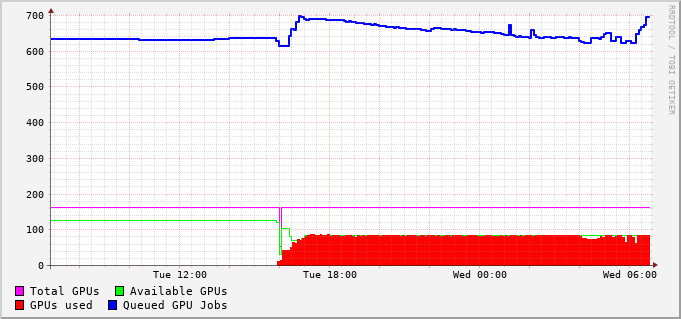 700
600
500
400
300
200
100
0
Tue 12:00 Tue 18:00 Wed 00:00 Wed 06:00
Total GPUs Available GPUs
GPUs used Queued GPU Jobs
RRDTOOL / TOBI OETIKER